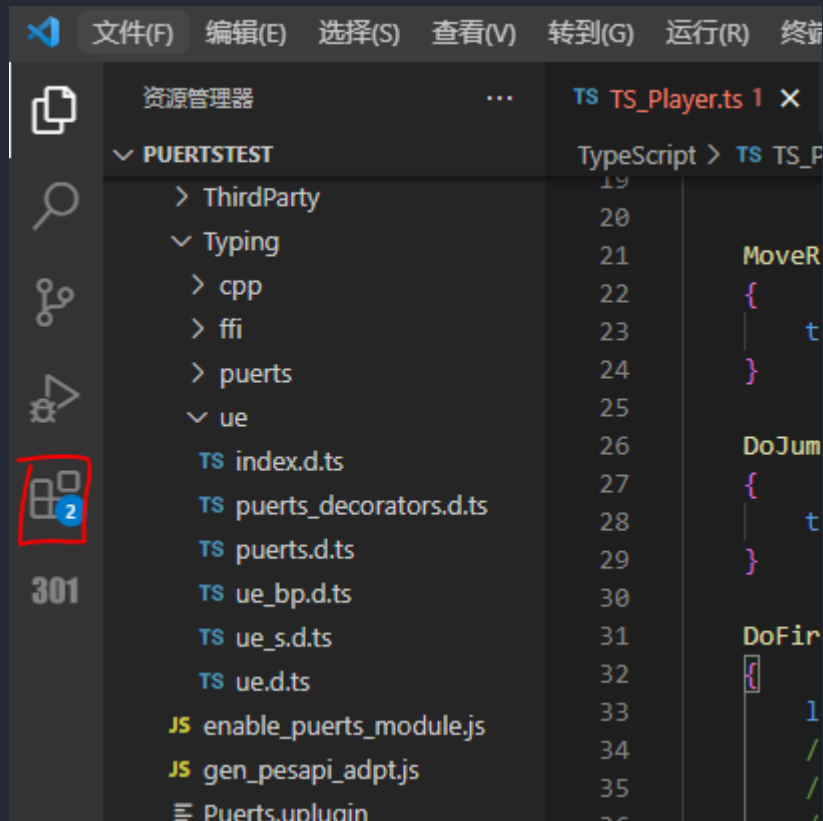 文件(F) 编辑(E) 选择(S) 查看(V) 转到(G) 运行(R)
资源管理器 ...
TS TS_Player.ts 1 ×
PUERTSTEST
TypeScript > TS TS_P
ThirdParty
Typing
cpp
ffi
puerts
ue
TS index.d.ts
TS puerts_decorators.d.ts
TS puerts.d.ts
TS ue_bp.d.ts
TS ue_s.d.ts
TS ue.d.ts
JS enable_puerts_module.js
JS gen_pesapi_adpt.js
Puerts.uplugin
2
301
19
20
21 MoveR
22 {
23 t
24 }
25
26 DoJum
27 {
28 t
29 }
30
31 DoFir
32 {
33 l
34 /
35 /